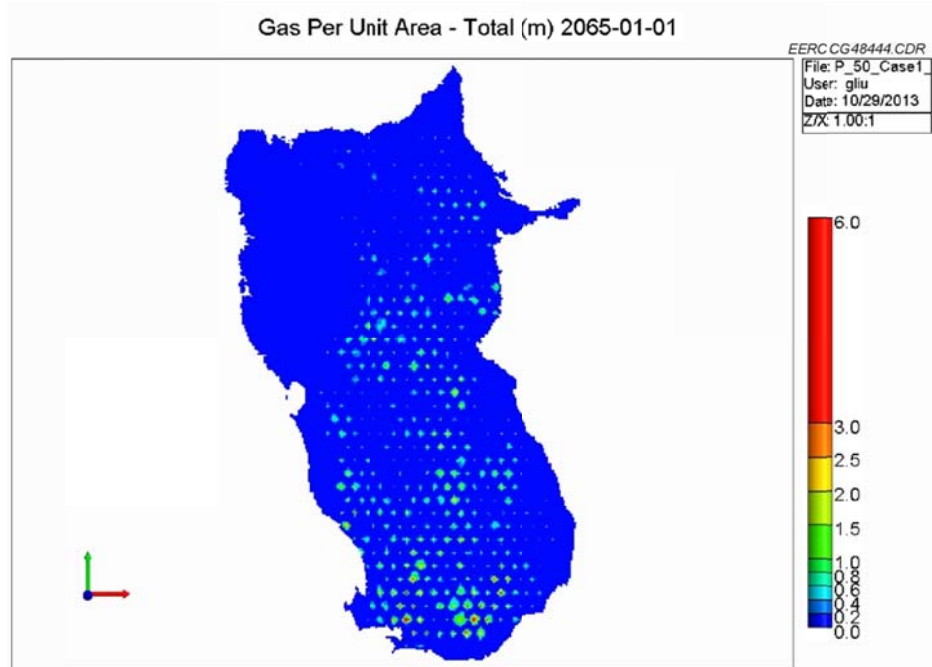 Gas Per Unit Area - Total (m) 2065-01-01
EERC CG48444.CDR
File: P_50_Case1_
User: gliu
Date: 10/29/2013
Z/X: 1.00:1
6.0
3.0
2.5
2.0
1.5
1.0
0.8
0.6
0.4
0.2
0.0